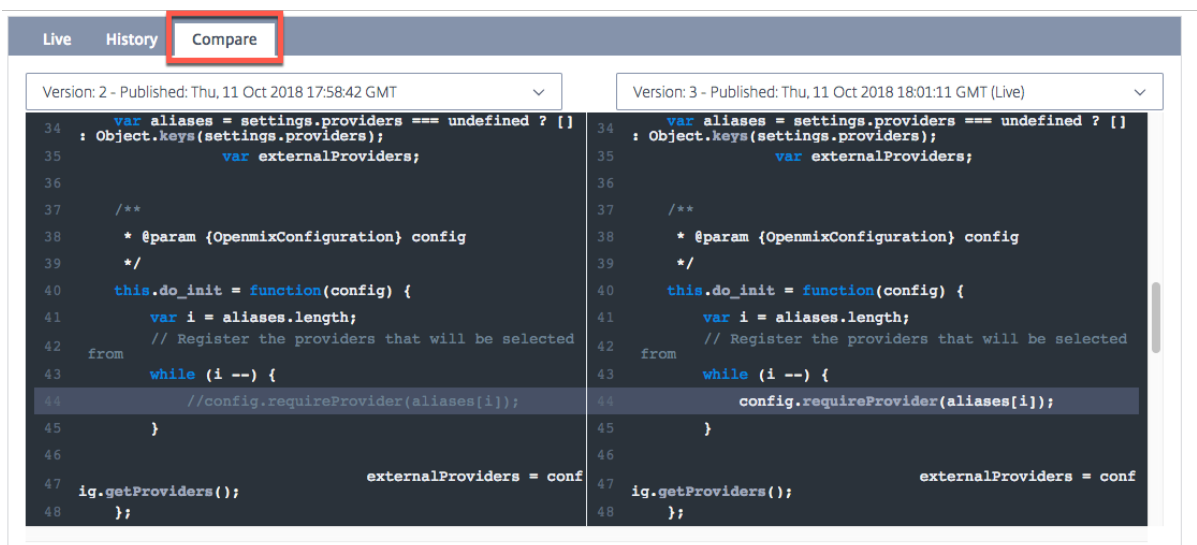 Live History Compare
Version: 2 - Published: Thu, 11 Oct 2018 17:58:42 GMT
34 var aliases = settings.providers === undefined ? []
: Object.keys(settings.providers);
35 var externalProviders;
36
37 /**
38 * @param {OpenmixConfiguration} config
39 */
40 this.do_init = function(config) {
41 var i = aliases.length;
42 // Register the providers that will be selected
from
43 while (i --) {
44 //config.requireProvider(aliases[i]);
45 }
46
47 externalProviders = conf
ig.getProviders();
48 };
Version: 3 - Published: Thu, 11 Oct 2018 18:01:11 GMT (Live)
34 var aliases = settings.providers === undefined ? []
: Object.keys(settings.providers);
35 var externalProviders;
36
37 /**
38 * @param {OpenmixConfiguration} config
39 */
40 this.do_init = function(config) {
41 var i = aliases.length;
42 // Register the providers that will be selected
from
43 while (i --) {
44 config.requireProvider(aliases[i]);
45 }
46
47 externalProviders = conf
ig.getProviders();
48 };